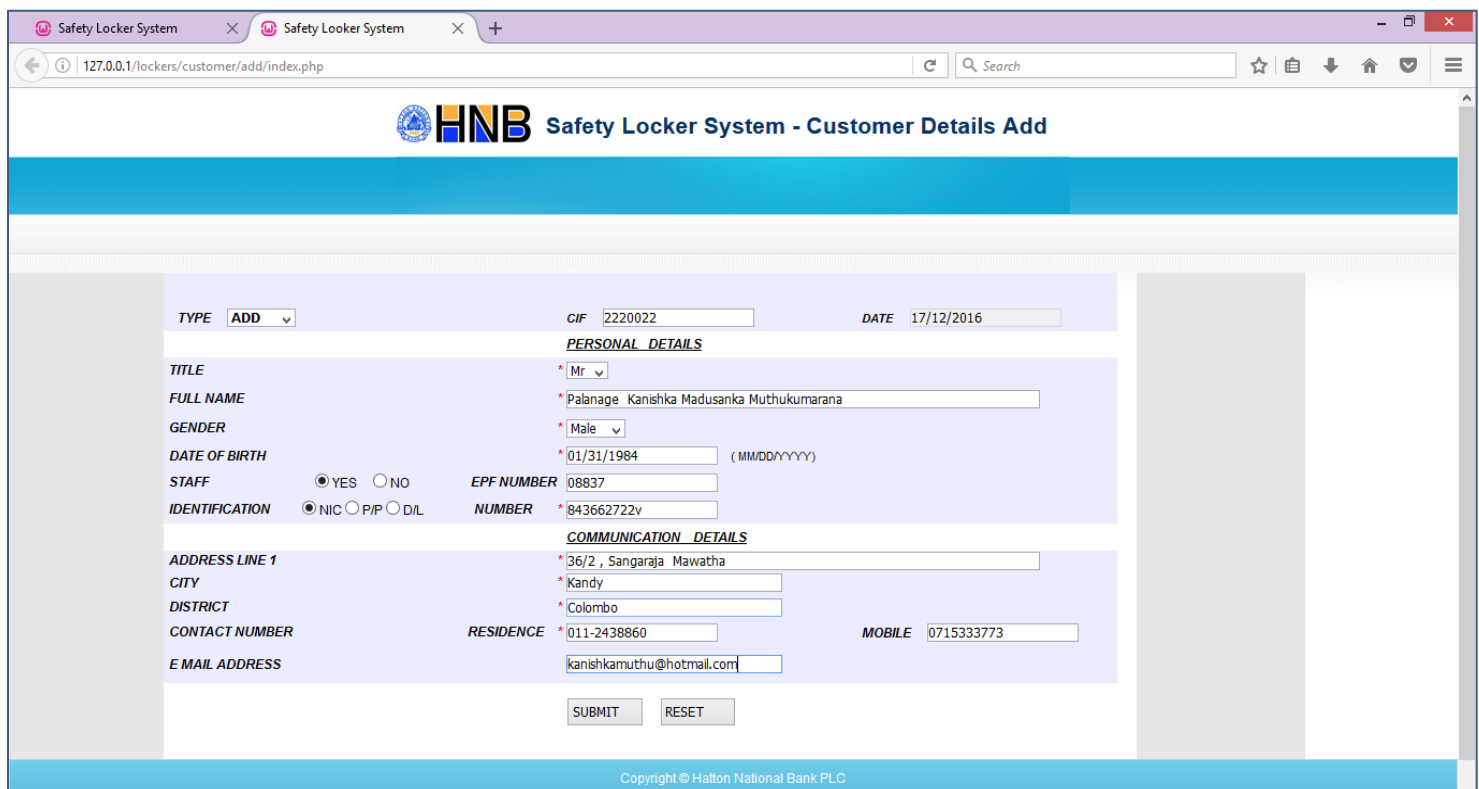 Safety Locker System Safety Looker System
127.0.0.1/lockers/customer/add/index.php Search
HNB Safety Locker System - Customer Details Add
TYPE ADD CIF 2220022 DATE 17/12/2016
PERSONAL DETAILS
TITLE * Mr
FULL NAME * Palanage Kanishka Madusanka Muthukumarana
GENDER * Male
DATE OF BIRTH * 01/31/1984 ( MM/DD/YYYY)
STAFF YES NO EPF NUMBER 08837
IDENTIFICATION NIC P/P D/L NUMBER * 843662722v
COMMUNICATION DETAILS
ADDRESS LINE 1 * 36/2 , Sangaraja Mawatha
CITY * Kandy
DISTRICT * Colombo
CONTACT NUMBER RESIDENCE * 011-2438860 MOBILE 0715333773
E MAIL ADDRESS kanishkamuthu@hotmail.com
SUBMIT RESET
Copyright © Hatton National Bank PLC